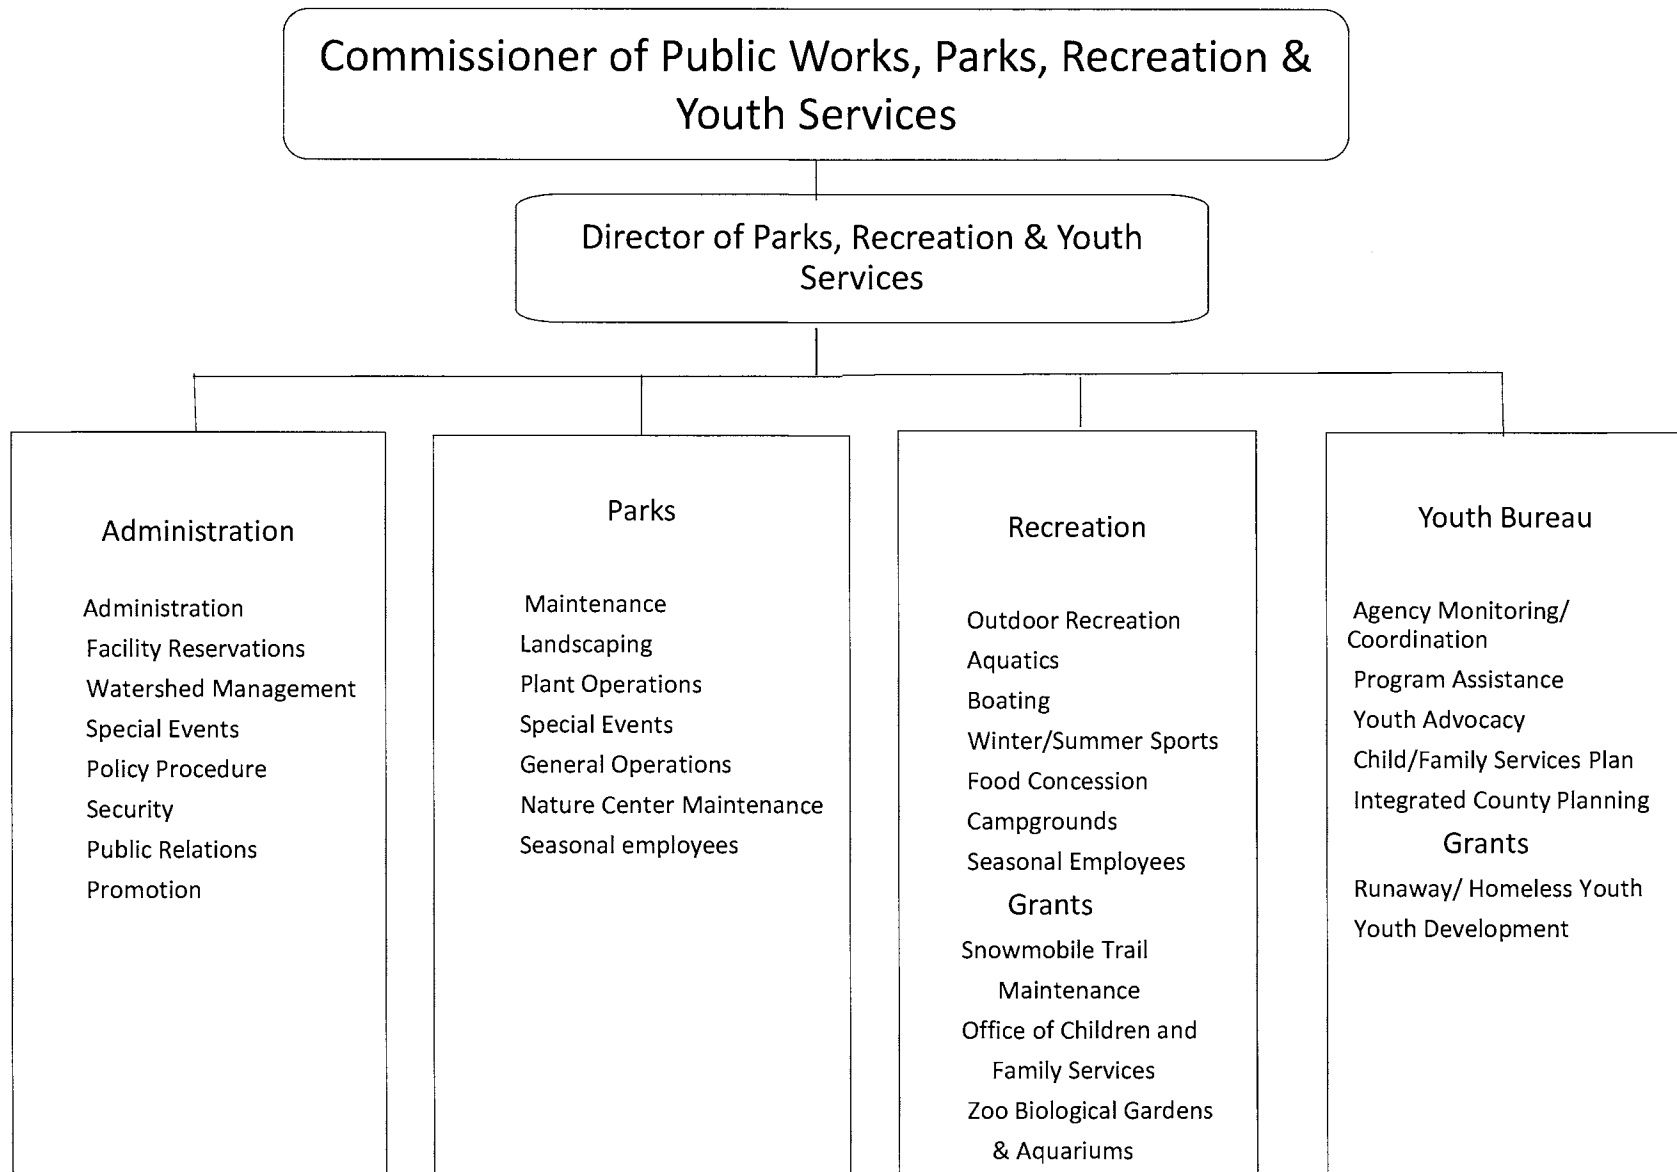 Commissioner of Public Works, Parks, Recreation &
Youth Services
Director of Parks, Recreation & Youth
Services
Administration
Administration
Facility Reservations
Watershed Management
Special Events
Policy Procedure
Security
Public Relations
Promotion
Parks
Maintenance
Landscaping
Plant Operations
Special Events
General Operations
Nature Center Maintenance
Seasonal employees
Recreation
Outdoor Recreation
Aquatics
Boating
Winter/Summer Sports
Food Concession
Campgrounds
Seasonal Employees
Grants
Snowmobile Trail
Maintenance
Office of Children and
Family Services
Zoo Biological Gardens
& Aquariums
Youth Bureau
Agency Monitoring/
Coordination
Program Assistance
Youth Advocacy
Child/Family Services Plan
Integrated County Planning
Grants
Runaway/ Homeless Youth
Youth Development